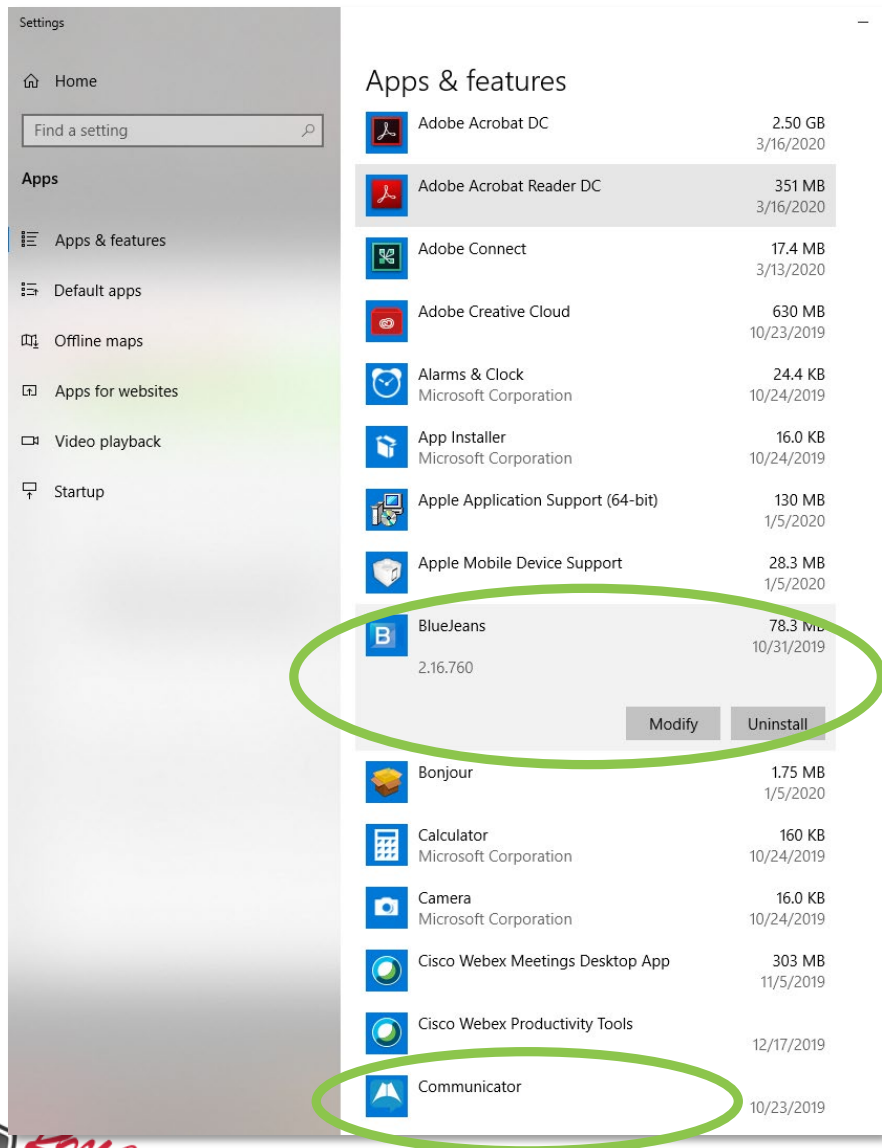 Settings
Home
Find a setting
Apps
Apps & features
Default apps
Offline maps
Apps for websites
Video playback
Startup
Apps & features
Adobe Acrobat DC 2.50 GB
3/16/2020
Adobe Acrobat Reader DC 351 MB
3/16/2020
Adobe Connect 17.4 MB
3/13/2020
Adobe Creative Cloud 630 MB
10/23/2019
Alarms & Clock 24.4 KB
Microsoft Corporation 10/24/2019
App Installer 16.0 KB
Microsoft Corporation 10/24/2019
Apple Application Support (64-bit) 130 MB
1/5/2020
Apple Mobile Device Support 28.3 MB
1/5/2020
B
BlueJeans 78.3 MB
10/31/2019
2.16.760
Modify Uninstall
Bonjour 1.75 MB
1/5/2020
Calculator 160 KB
Microsoft Corporation 10/24/2019
Camera 16.0 KB
Microsoft Corporation 10/24/2019
Cisco Webex Meetings Desktop App 303 MB
11/5/2019
Cisco Webex Productivity Tools
12/17/2019
Communicator
10/23/2019